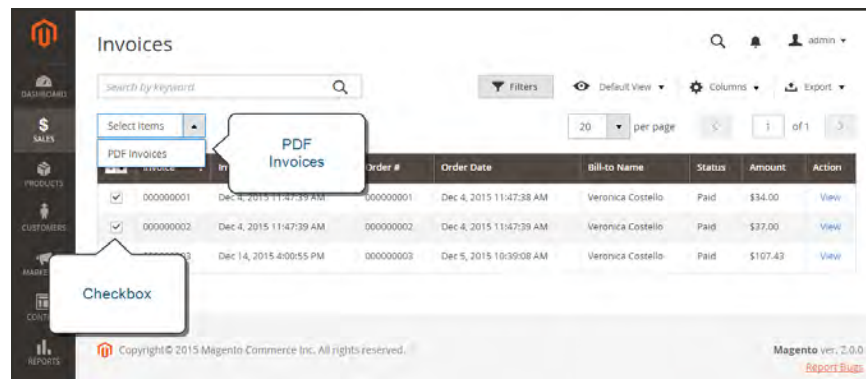 Invoices
admin
DASHBOARD
Search by keyword
Filters
Default View
Columns
Export
$
SALES
Select Items
20
per page
1
of 1
PDF
Invoices
PDF Invoices
PRODUCTS
Invoice
Order #
Order Date
Bill-to Name
Status
Amount
Action
000000001
Dec 4, 2015 11:47:39 AM
000000001
Dec 4, 2015 11:47:38 AM
Veronica Costello
Paid
$34.00
View
CUSTOMERS
000000002
Dec 4, 2015 11:47:39 AM
000000002
Dec 4, 2015 11:47:39 AM
Veronica Costello
Paid
$37.00
View
Dec 14, 2015 4:00:55 PM
000000003
Dec 5, 2015 10:39:08 AM
Veronica Costello
Paid
$107.43
View
Checkbox
REPORTS
Copyright© 2015 Magento Commerce Inc. All rights reserved.
Magento ver. 2.0.0
Report Bugs